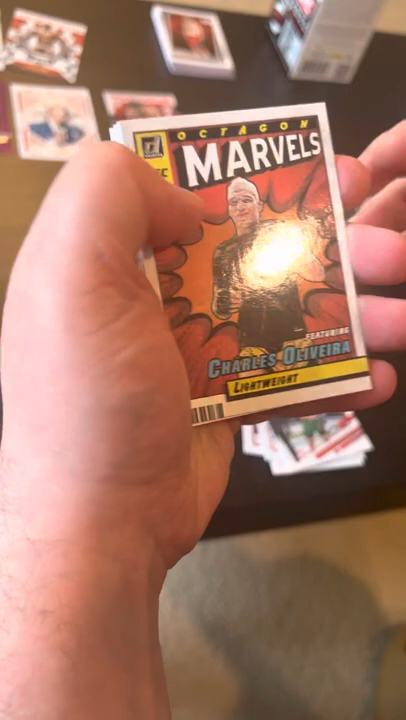 OCTAGON
MARVELS
FEATURING
CHARLES OLIVEIRA
LIGHTWEIGHT